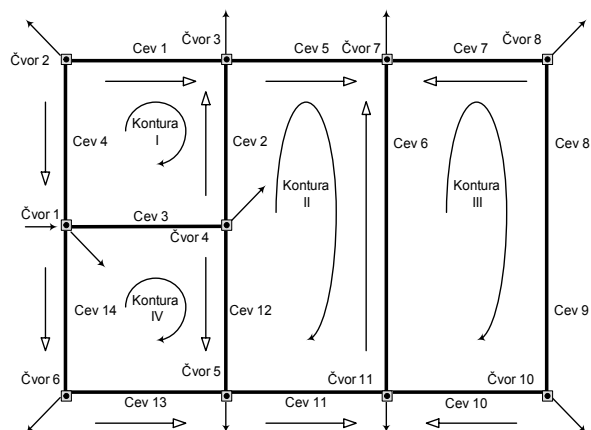 Čvor 2
Cev 1
Čvor 3
Cev 5
Čvor 7
Cev 7
Čvor 8
Cev 4
Kontura
I
Cev 2
Kontura
II
Cev 6
Kontura
III
Cev 8
Čvor 1
Cev 3
Čvor 4
Cev 14
Kontura
IV
Cev 12
Cev 9
Čvor 6
Čvor 5
Čvor 11
Čvor 10
Cev 13
Cev 11
Cev 10